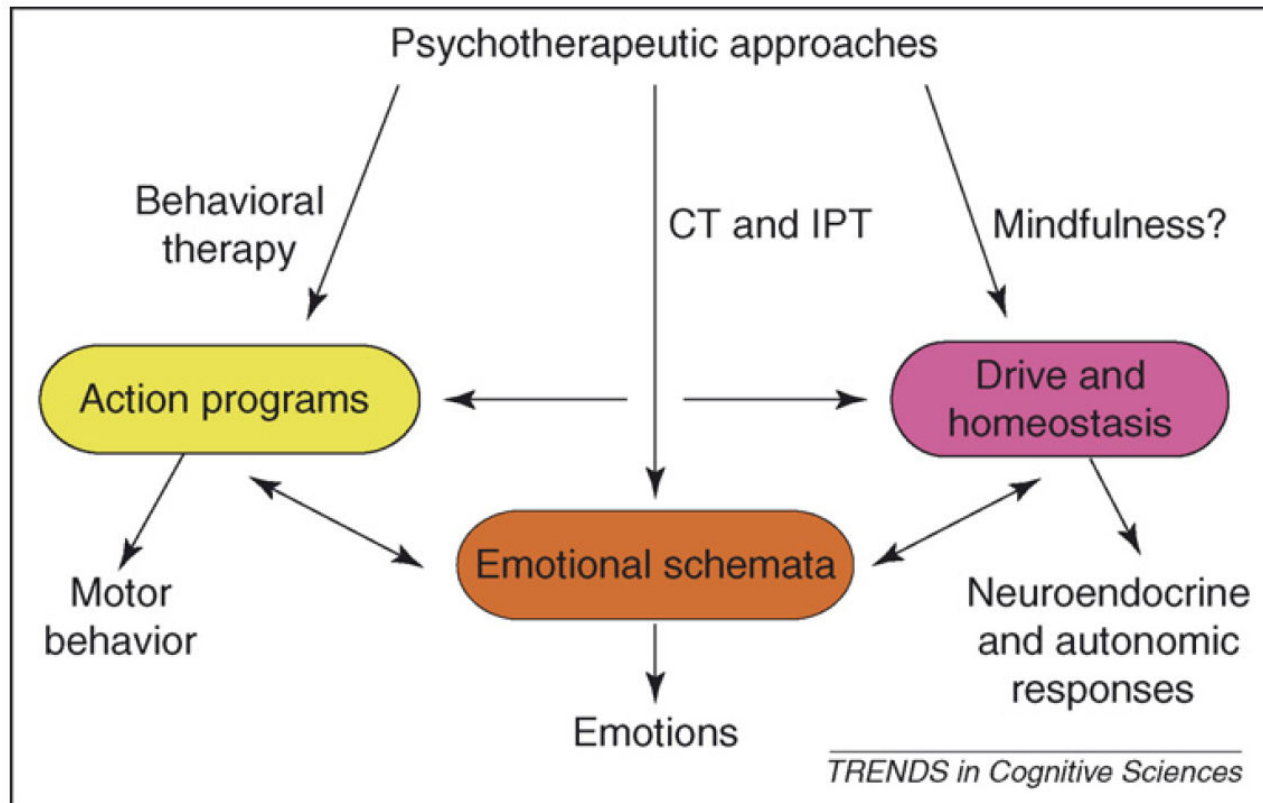 Psychotherapeutic approaches
Behavioral
therapy
CT and IPT
Mindfulness?
Action programs
Drive and
homeostasis
Emotional schemata
Motor
behavior
Neuroendocrine
and autonomic
responses
Emotions
TRENDS in Cognitive Sciences